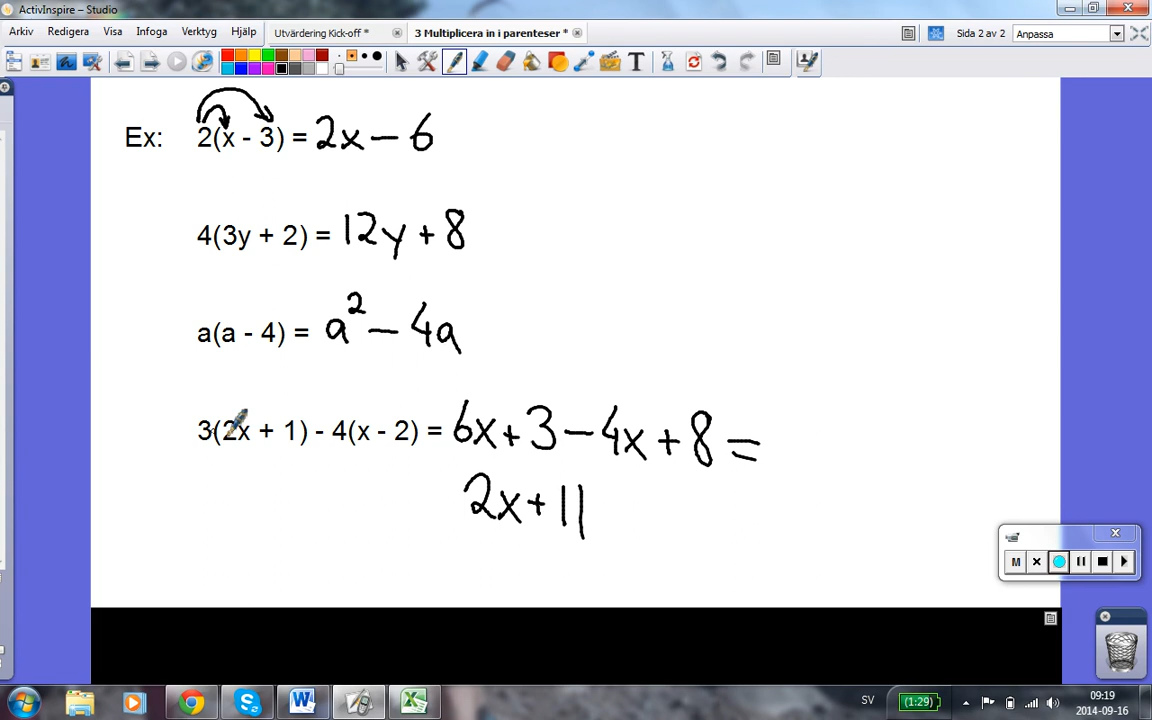 ActivInspire – Studio
Arkiv Redigera Visa Infoga Verktyg Hjälp Utvärdering Kick-off * 3 Multiplicera in i parenteser * Sida 2 av 2 Anpassa
Ex: 2(x - 3) = 2x – 6
4(3y + 2) = 12y + 8
a(a - 4) = a² – 4a
3(2x + 1) - 4(x - 2) = 6x + 3 – 4x + 8 =
2x + 11
M
SV (1:29) 09:19
2014-09-16